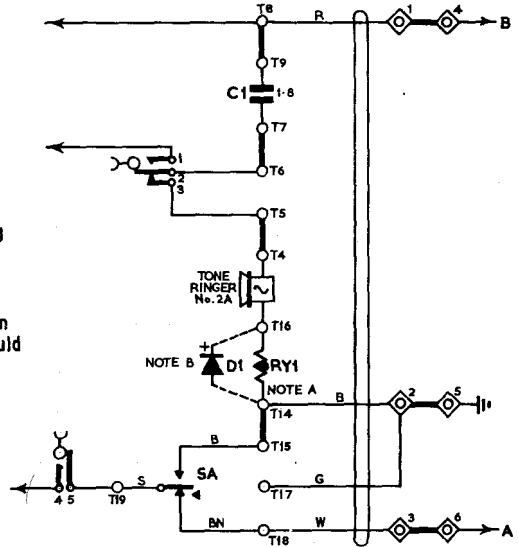 T8 R 1 4 B
T9
C1 1·8
T7
1
2 T6
3
T5
T4
TONE
RINGER
No. 2A
T16
+
NOTE B D1 RY1
NOTE A
B 2 5
T14
B T15
SA
S G
4 5 T19 T17
BN W 3 6 A
T18
n
uld